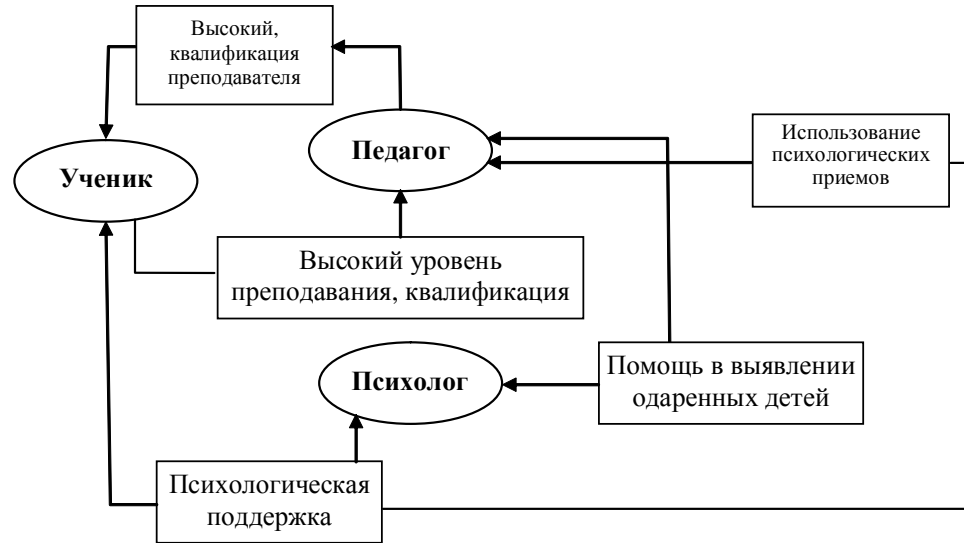 Высокий,
квалификация
преподавателя
Педагог
Использование
психологических
приемов
Ученик
Высокий уровень
преподавания, квалификация
Психолог
Помощь в выявлении
одаренных детей
Психологическая
поддержка